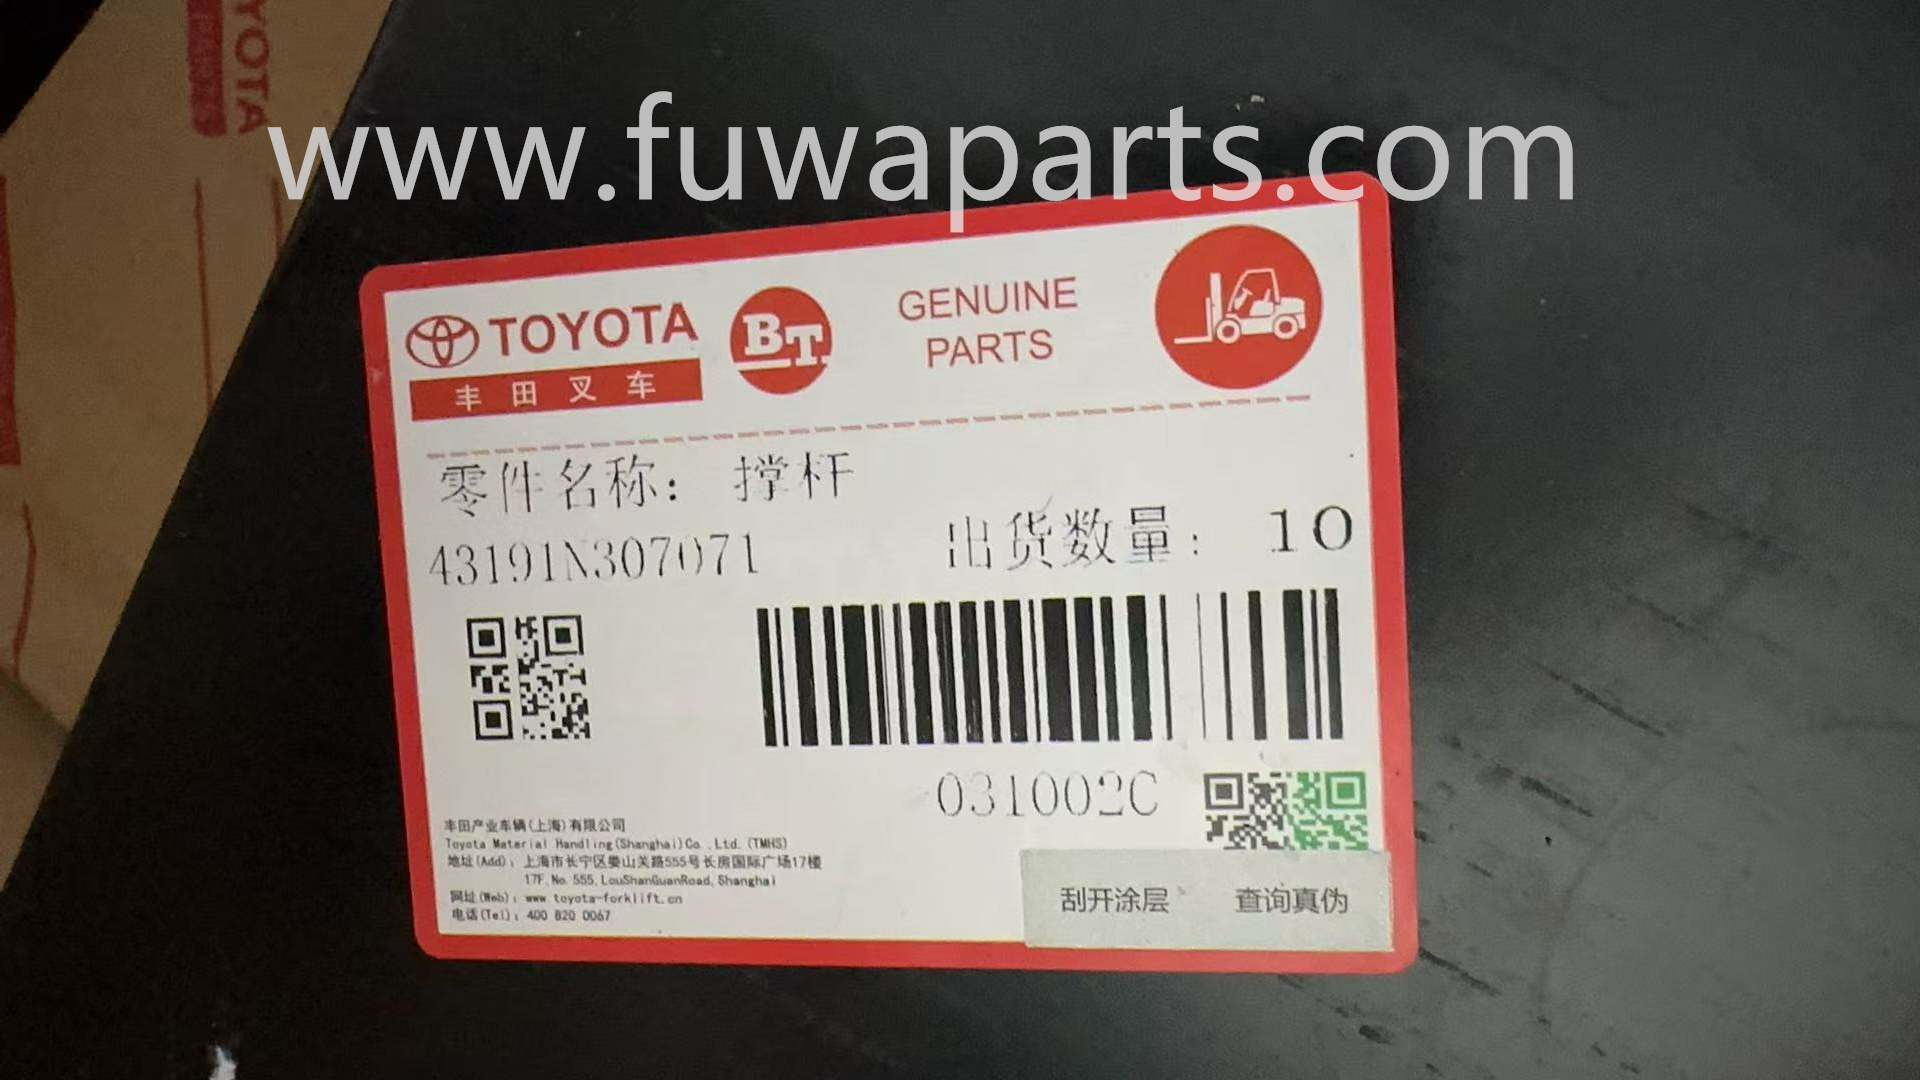 YOTA
PARTS
www.fuwaparts.com
TOYOTA
丰田叉车
BT
GENUINE
PARTS
零件名称： 撑杆
43191N307071
出货数量： 10
031002C
丰田产业车辆(上海)有限公司
Toyota Material Handling(Shanghai)Co.,Ltd.(TMHS)
地址(Add)：上海市长宁区娄山关路555号长房国际广场17楼
17F,No.555,LouShanGuanRoad,Shanghai
网址(Web)：www.toyota-forklift.cn
电话(Tel)：400 820 0067
刮开涂层 查询真伪